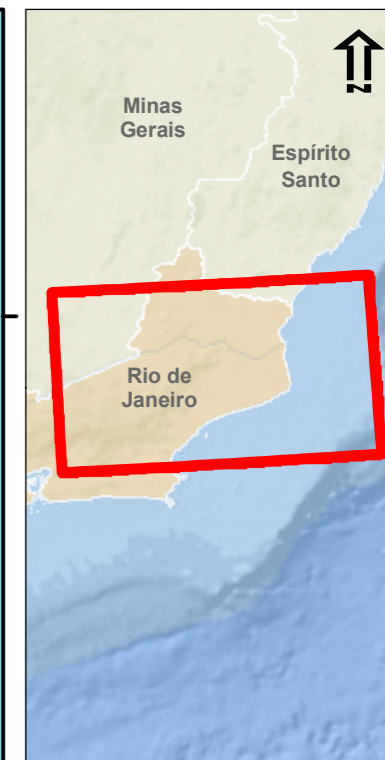 Minas
Gerais
Espírito
Santo
Rio de
Janeiro
N